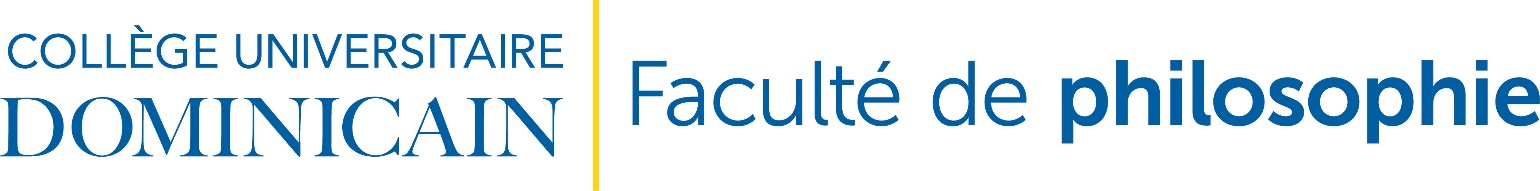 COLLÈGE UNIVERSITAIRE
DOMINICAIN
Faculté de philosophie